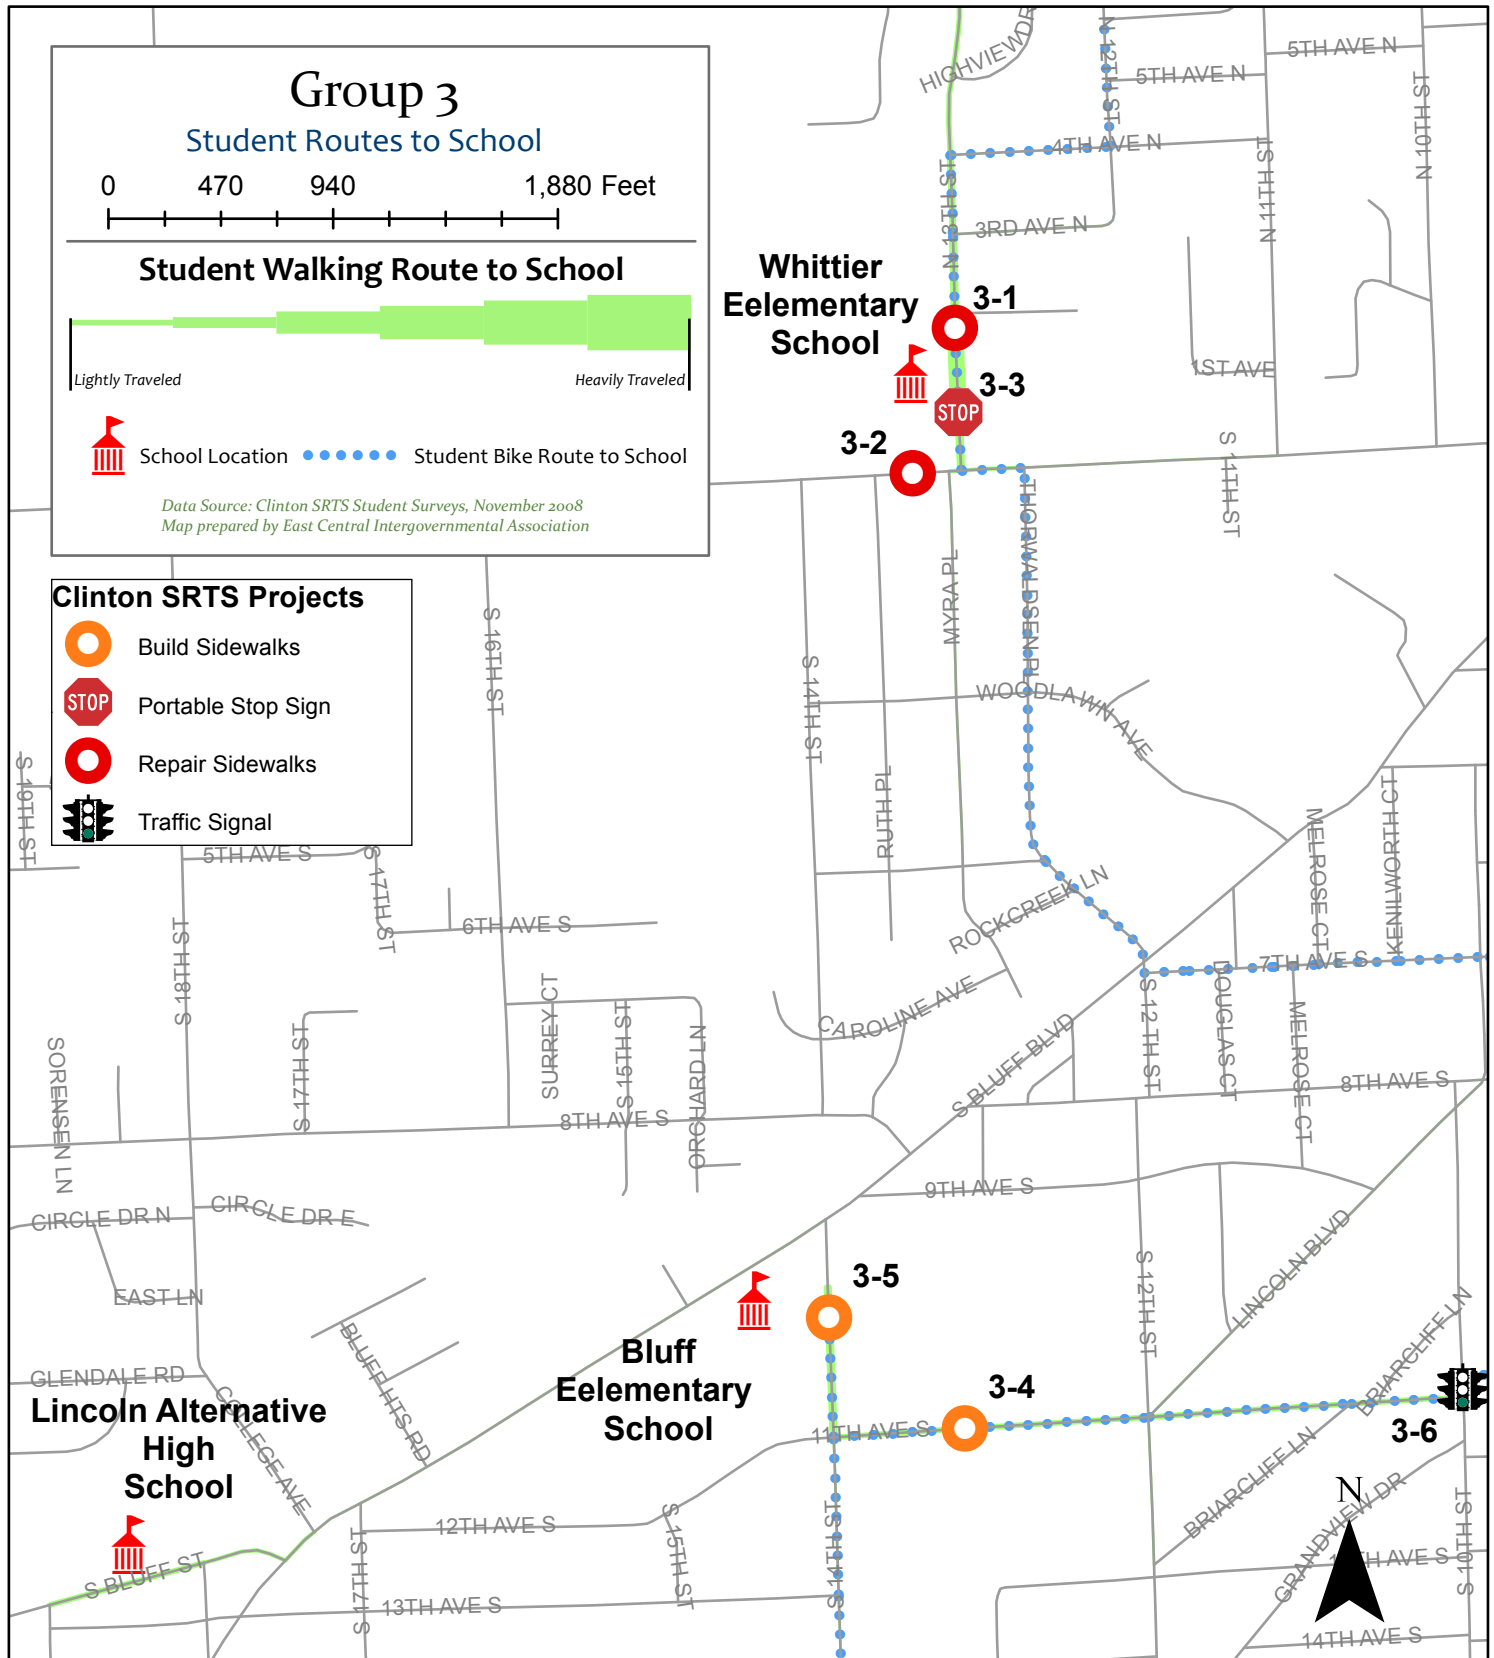 Group 3
Student Routes to School
0 470 940 1,880 Feet
Student Walking Route to School
Lightly Traveled
Heavily Traveled
School Location
Student Bike Route to School
Data Source: Clinton SRTS Student Surveys, November 2008
Map prepared by East Central Intergovernmental Association
Clinton SRTS Projects
Build Sidewalks
STOP
Portable Stop Sign
Repair Sidewalks
Traffic Signal
HIGHVIEW DR
N 12TH ST
5TH AVE N
5TH AVE N
N 10TH ST
4TH AVE N
N 11TH ST
N 13TH ST
3RD AVE N
Whittier
Eelementary
School
3-1
1ST AVE
3-3
STOP
3-2
S 11TH ST
THORWALDSEN PL
MYRA PL
S 16TH ST
S 14TH ST
WOODLAWN AVE
S 19TH ST
RUTH PL
MELROSE CT
KENILWORTH CT
5TH AVE S
S 17TH ST
6TH AVE S
ROCKCREEK LN
S 18TH ST
7TH AVE S
CAROLINE AVE
SURREY CT
S 15TH ST
ORCHARD LN
S 17TH ST
S BLUFF BLVD
S 12TH ST
DOUGLAS CT
MELROSE CT
SORENSEN LN
8TH AVE S
8TH AVE S
9TH AVE S
CIRCLE DR N
CIRCLE DR E
LINCOLN BLVD
S 12TH ST
EAST LN
3-5
BRIARCLIFF LN
BLUFF HTS RD
Bluff
Eelementary
School
GLENDALE RD
COLLEGE AVE
Lincoln Alternative
High
School
3-4
11TH AVE S
3-6
BRIARCLIFF LN
N
GRANDVIEW DR
12TH AVE S
S 15TH ST
S 14TH ST
S 17TH ST
S BLUFF ST
TH AVE S
S 10TH ST
13TH AVE S
14TH AVE S